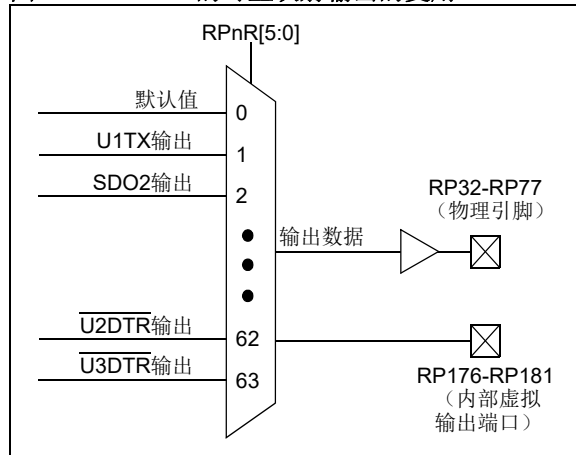 RPnR[5:0]
默认值
0
U1TX输出
1
SDO2输出
2
输出数据
RP32-RP77
（物理引脚）
U2DTR输出
62
U3DTR输出
63
RP176-RP181
（内部虚拟
输出端口）